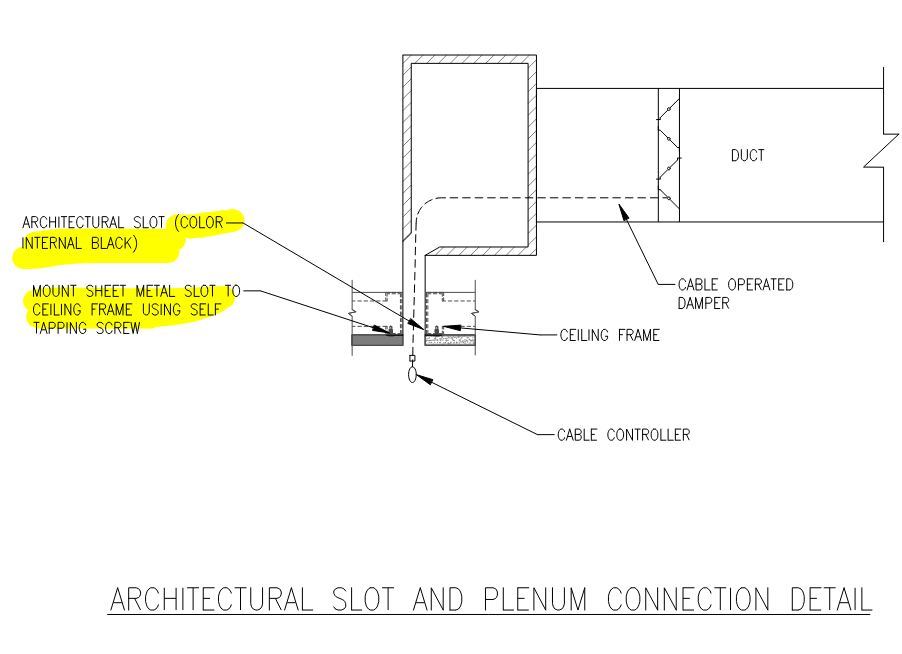 DUCT
ARCHITECTURAL SLOT (COLOR
INTERNAL BLACK)
MOUNT SHEET METAL SLOT TO
CEILING FRAME USING SELF
TAPPING SCREW
CABLE OPERATED
DAMPER
CEILING FRAME
CABLE CONTROLLER
ARCHITECTURAL SLOT AND PLENUM CONNECTION DETAIL